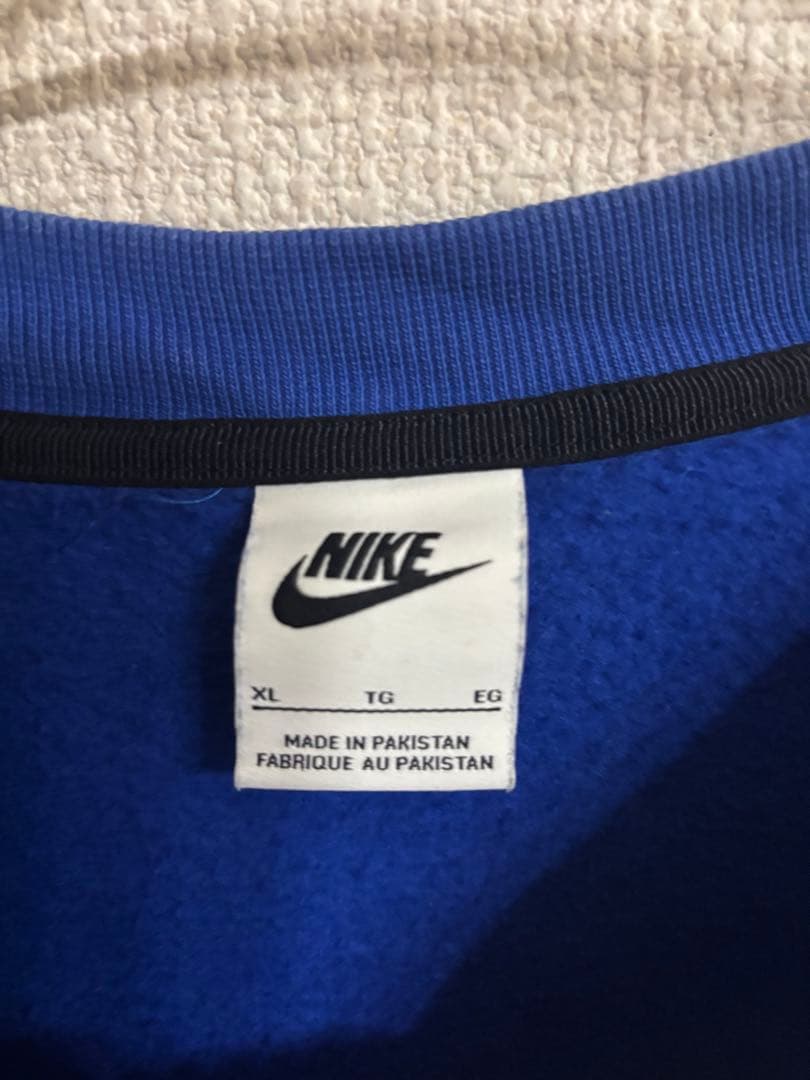 NIKE
XL TG EG
MADE IN PAKISTAN
FABRIQUE AU PAKISTAN